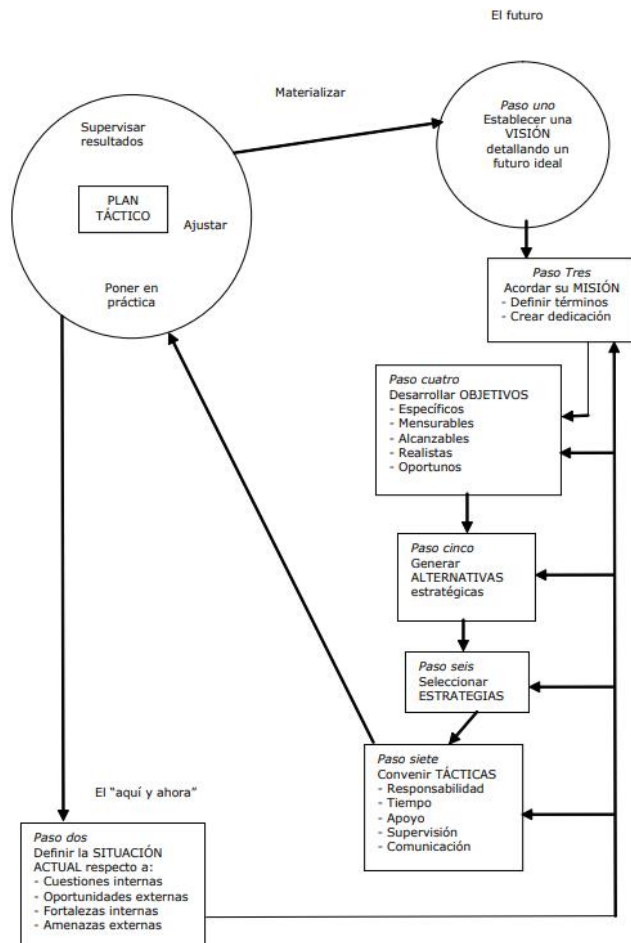 El futuro
Materializar
Paso uno
Establecer una
VISIÓN
detallando un
futuro ideal
Supervisar
resultados
PLAN
TÁCTICO
Ajustar
Poner en
práctica
Paso Tres
Acordar su MISIÓN
- Definir términos
- Crear dedicación
Paso cuatro
Desarrollar OBJETIVOS
- Específicos
- Mensurables
- Alcanzables
- Realistas
- Oportunos
Paso cinco
Generar
ALTERNATIVAS
estratégicas
Paso seis
Seleccionar
ESTRATEGIAS
Paso siete
Convenir TÁCTICAS
- Responsabilidad
- Tiempo
- Apoyo
- Supervisión
- Comunicación
El "aquí y ahora"
Paso dos
Definir la SITUACIÓN
ACTUAL respecto a:
- Cuestiones internas
- Oportunidades externas
- Fortalezas internas
- Amenazas externas